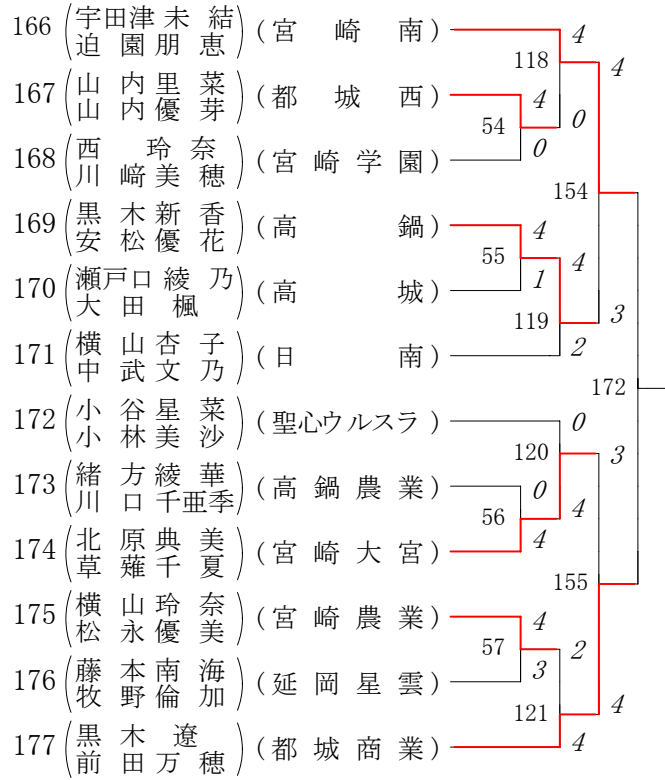 166 宇田津未結 迫園朋恵 (宮崎南)
167 山内里菜 山内優芽 (都城西)
168 西玲奈 川﨑美穂 (宮崎学園)
169 黒木新香 安松優花 (高鍋)
170 瀬戸口綾乃 大田楓 (高城)
171 横山杏子 中武文乃 (日南)
172 小谷星菜 小林美沙 (聖心ウルスラ)
173 緒方綾華 川口千亜季 (高鍋農業)
174 北原典美 草薙千夏 (宮崎大宮)
175 横山玲奈 松永優美 (宮崎農業)
176 藤本南海 牧野倫加 (延岡星雲)
177 黒木遼 前田万穂 (都城商業)
4
118
4
4
54
0
0
154
4
55
4
1
119
3
2
172
0
120
3
0
56
4
4
155
4
57
2
3
121
4
4